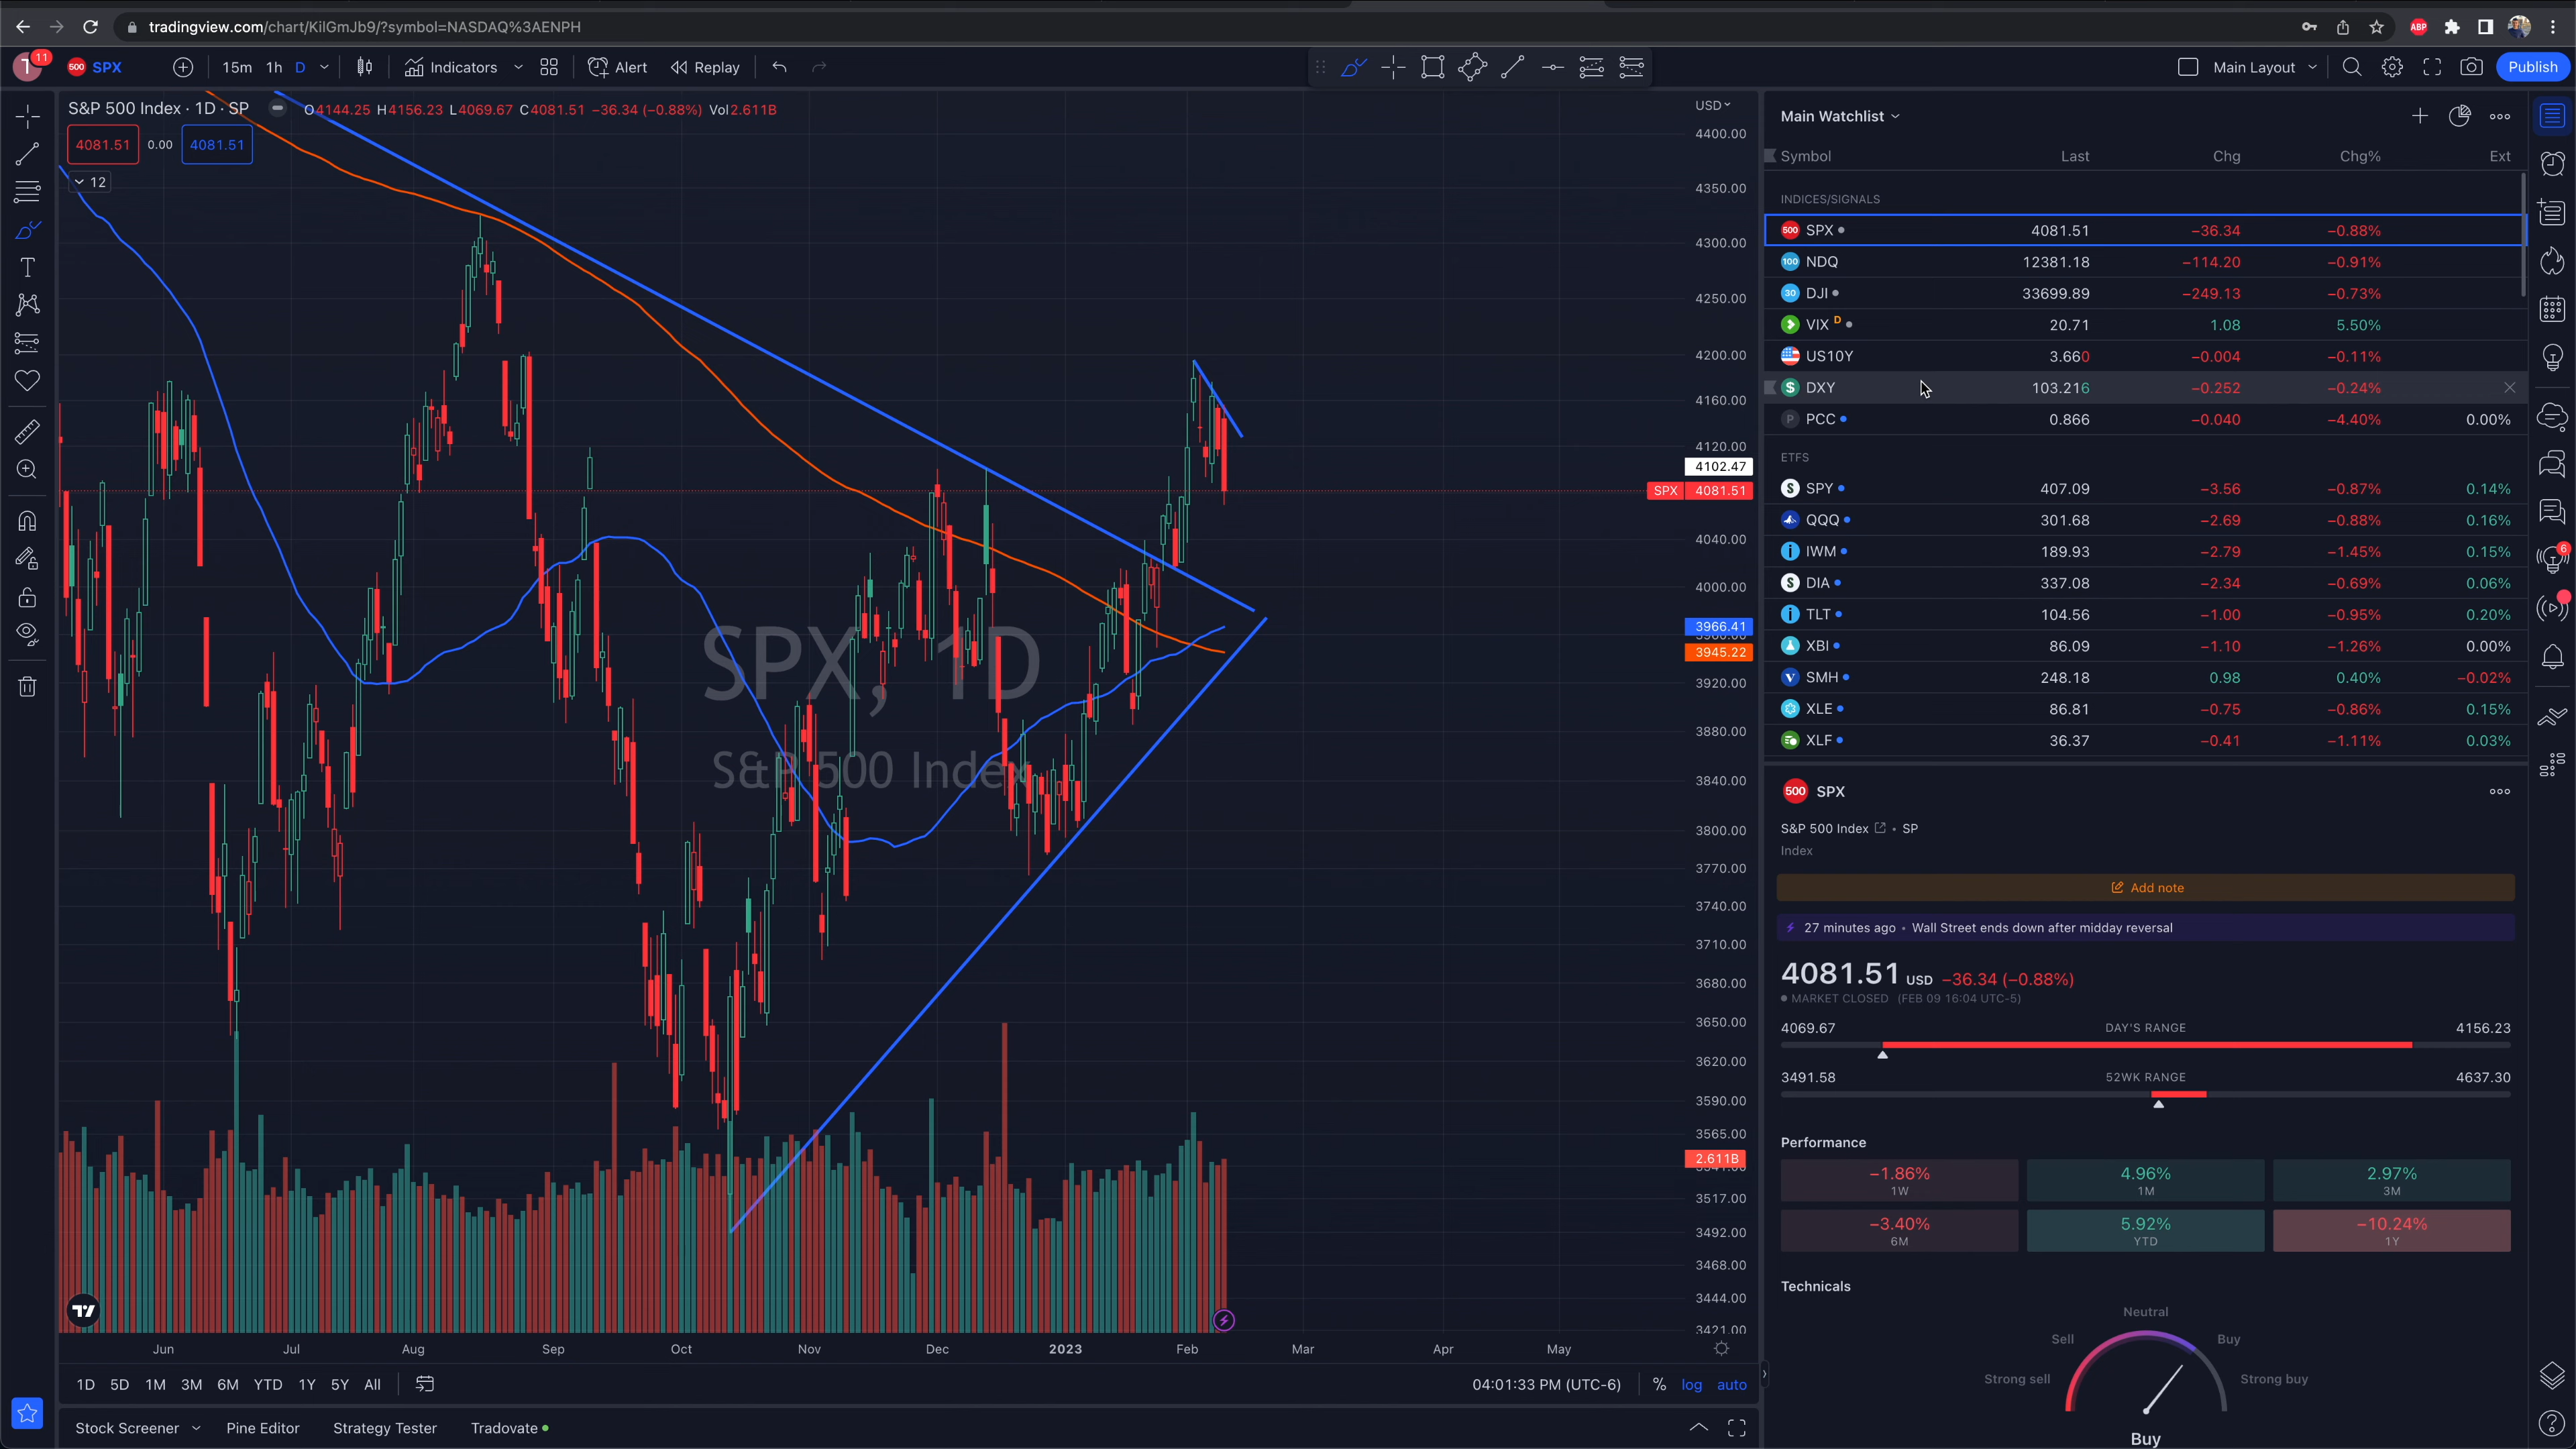 tradingview.com/chart/KilGmJb9/?symbol=NASDAQ%3AENPH
ABP
T 11 500 SPX 15m 1h D Indicators Alert Replay Main Layout Publish
S&P 500 Index · 1D · SP O4144.25 H4156.23 L4069.67 C4081.51 −36.34 (−0.88%) Vol2.611B
4081.51 0.00 4081.51
12
USD
4400.00
4350.00
4300.00
4250.00
4200.00
4160.00
4120.00
4102.47
SPX 4081.51
4040.00
4000.00
3966.41
3945.22
3920.00
3880.00
3840.00
3800.00
3770.00
3740.00
3710.00
3680.00
3650.00
3620.00
3590.00
3565.00
2.611B
3517.00
3492.00
3468.00
3444.00
3421.00
SPX, 1D
S&P 500 Index
Jun Jul Aug Sep Oct Nov Dec 2023 Feb Mar Apr May
1D 5D 1M 3M 6M YTD 1Y 5Y All 04:01:33 PM (UTC-6) % log auto
Stock Screener Pine Editor Strategy Tester Tradovate
Main Watchlist
Symbol Last Chg Chg% Ext
INDICES/SIGNALS
500 SPX 4081.51 −36.34 −0.88%
100 NDQ 12381.18 −114.20 −0.91%
30 DJI 33699.89 −249.13 −0.73%
VIX D 20.71 1.08 5.50%
US10Y 3.660 −0.004 −0.11%
$ DXY 103.216 −0.252 −0.24%
P PCC 0.866 −0.040 −4.40% 0.00%
ETFS
S SPY 407.09 −3.56 −0.87% 0.14%
QQQ 301.68 −2.69 −0.88% 0.16%
i IWM 189.93 −2.79 −1.45% 0.15%
S DIA 337.08 −2.34 −0.69% 0.06%
i TLT 104.56 −1.00 −0.95% 0.20%
XBI 86.09 −1.10 −1.26% 0.00%
V SMH 248.18 0.98 0.40% −0.02%
XLE 86.81 −0.75 −0.86% 0.15%
XLF 36.37 −0.41 −1.11% 0.03%
500 SPX
S&P 500 Index • SP
Index
Add note
27 minutes ago • Wall Street ends down after midday reversal
4081.51 USD −36.34 (−0.88%)
MARKET CLOSED (FEB 09 16:04 UTC-5)
4069.67 DAY'S RANGE 4156.23
3491.58 52WK RANGE 4637.30
Performance
−1.86% 4.96% 2.97%
1W 1M 3M
−3.40% 5.92% −10.24%
6M YTD 1Y
Technicals
Neutral
Sell Buy
Strong sell Strong buy
Buy
6